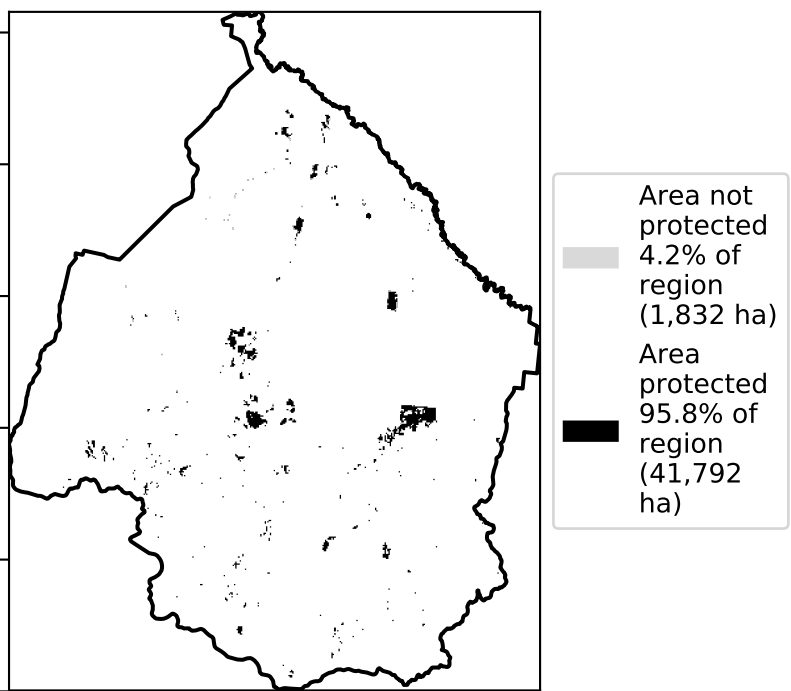 Area not
protected
4.2% of
region
(1,832 ha)
Area
protected
95.8% of
region
(41,792
ha)